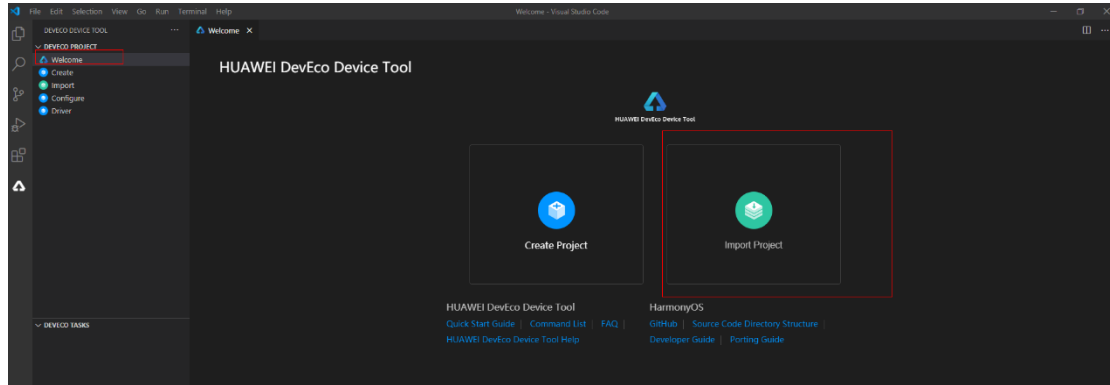 File Edit Selection View Go Run Terminal Help
Welcome - Visual Studio Code
DEVECO DEVICE TOOL
Welcome
DEVECO PROJECT
Welcome
Create
Import
Configure
Driver
HUAWEI DevEco Device Tool
HUAWEI DevEco Device Tool
Create Project
Import Project
HUAWEI DevEco Device Tool
Quick Start Guide | Command List | FAQ |
HUAWEI DevEco Device Tool Help
HarmonyOS
GitHub | Source Code Directory Structure |
Developer Guide | Porting Guide
DEVECO TASKS